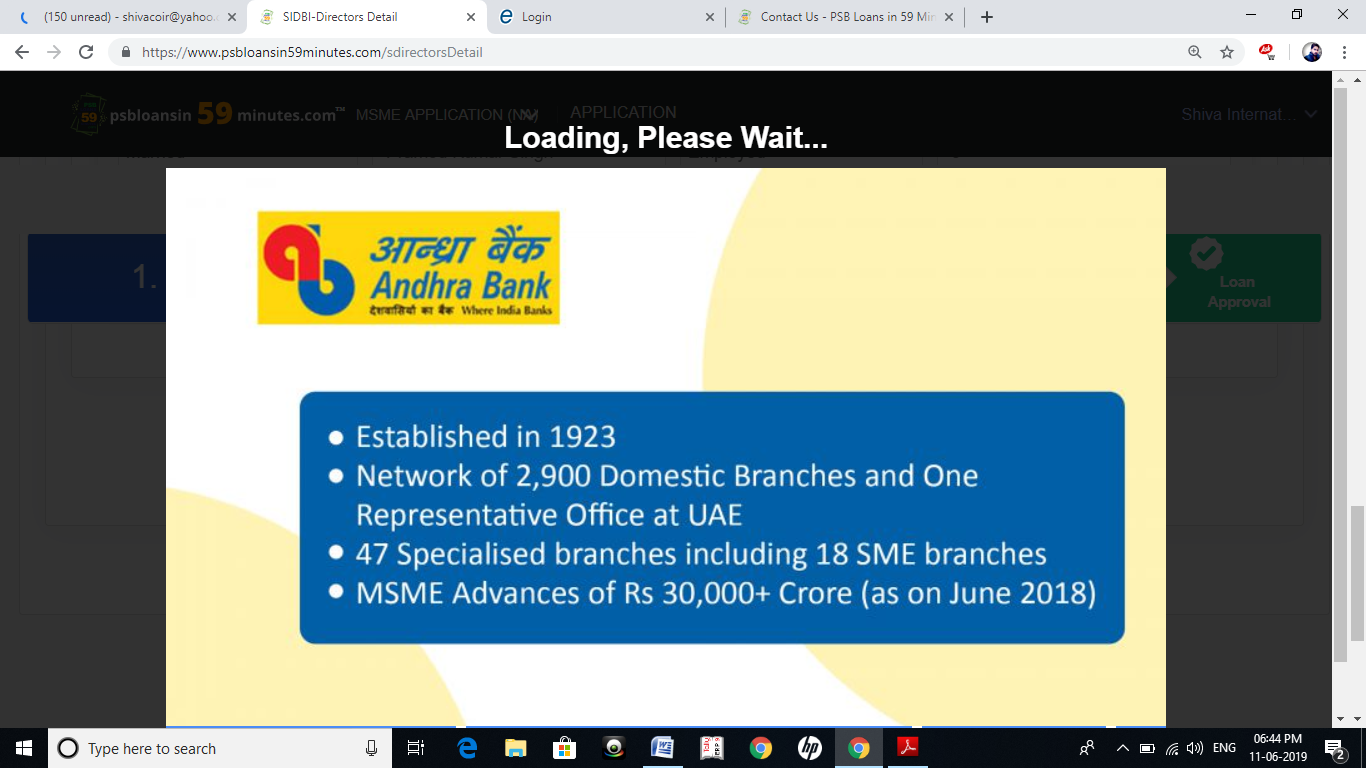 (150 unread) - shivacoir@yahoo.c
SIDBI-Directors Detail
Login
Contact Us - PSB Loans in 59 Min
https://www.psbloansin59minutes.com/sdirectorsDetail
PSB
59
psbloansin 59 minutes.com™
MSME APPLICATION
APPLICATION
Shiva Internat...
Loading, Please Wait...
आन्ध्रा बैंक
Andhra Bank
देशवासियों का बैंक Where India Banks
1.
Loan
Approval
• Established in 1923
• Network of 2,900 Domestic Branches and One
Representative Office at UAE
• 47 Specialised branches including 18 SME branches
• MSME Advances of Rs 30,000+ Crore (as on June 2018)
Type here to search
ENG
06:44 PM
11-06-2019
2